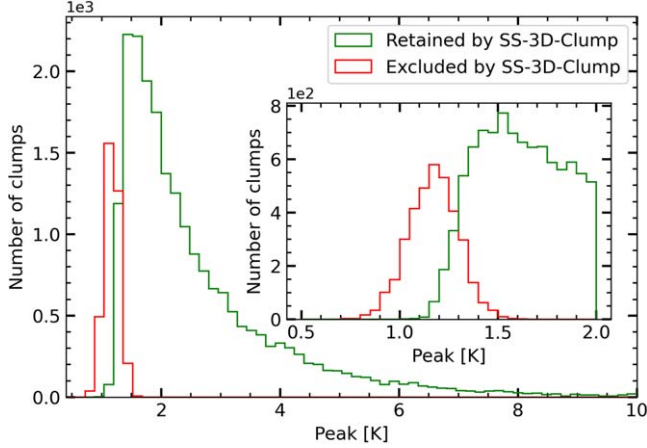 1e3
2.0
1.5
1.0
0.5
0.0
Number of clumps
Retained by SS-3D-Clump
Excluded by SS-3D-Clump
1e2
8
6
4
2
0
Number of clumps
0.5 1.0 1.5 2.0
Peak [K]
2 4 6 8 10
Peak [K]